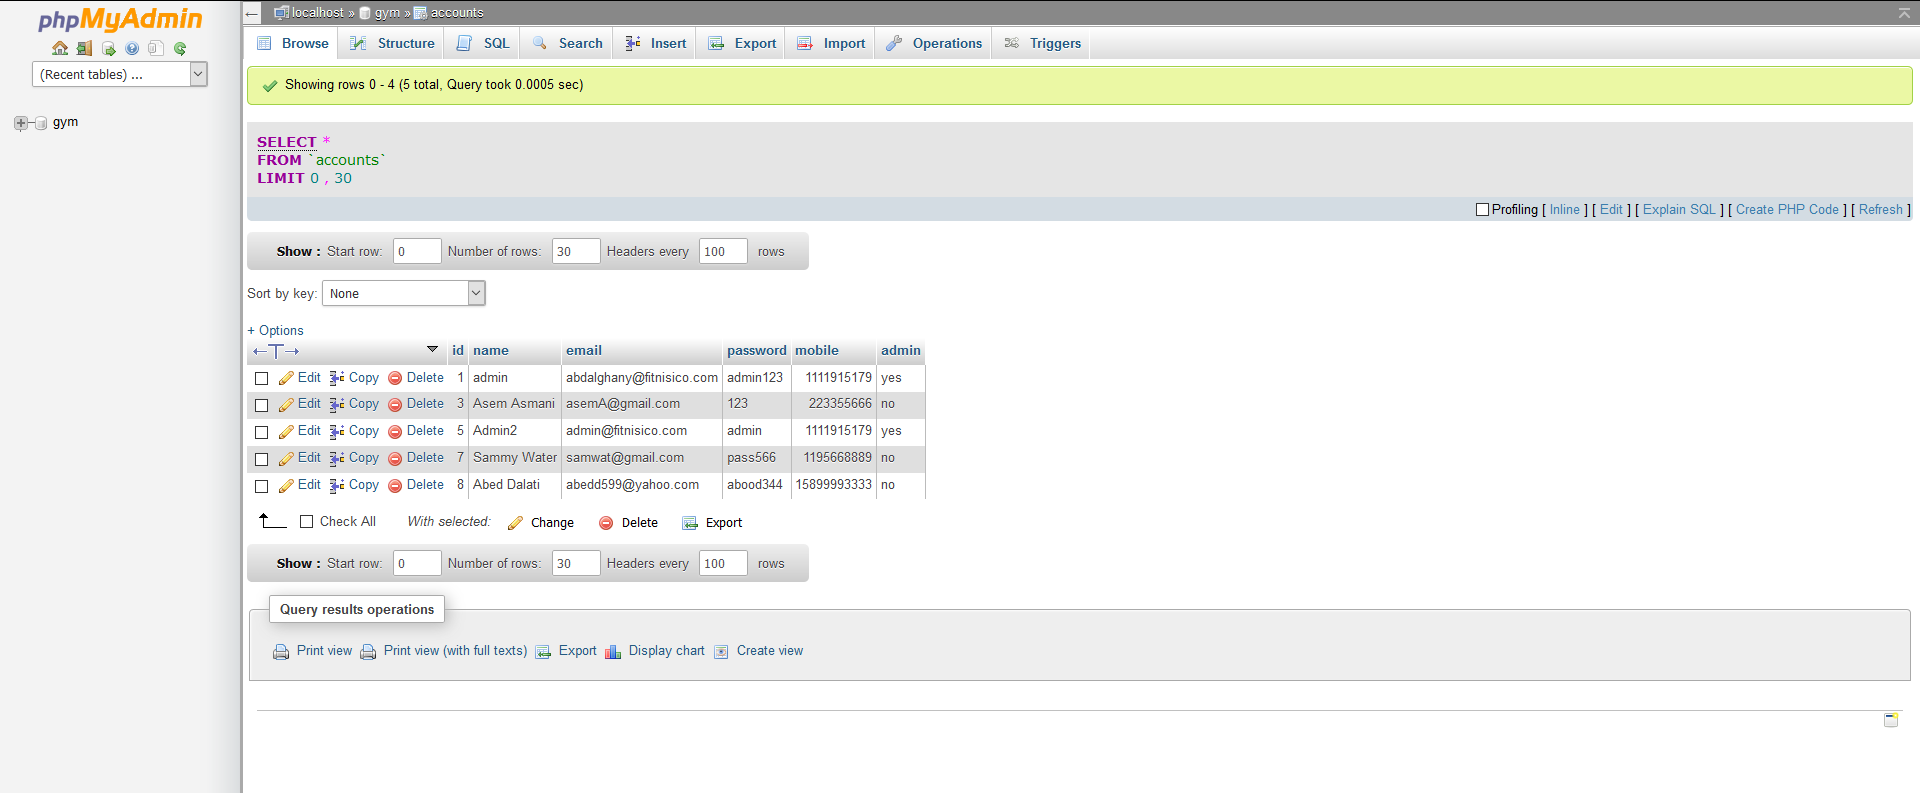 phpMyAdmin
(Recent tables) ...
gym
localhost » gym » accounts
Browse Structure SQL Search Insert Export Import Operations Triggers
Showing rows 0 - 4 (5 total, Query took 0.0005 sec)
SELECT *
FROM `accounts`
LIMIT 0 , 30
Profiling [ Inline ] [ Edit ] [ Explain SQL ] [ Create PHP Code ] [ Refresh ]
Show : Start row: 0 Number of rows: 30 Headers every 100 rows
Sort by key: None
+ Options
←T→ id name email password mobile admin
Edit Copy Delete 1 admin abdalghany@fitnisico.com admin123 1111915179 yes
Edit Copy Delete 3 Asem Asmani asemA@gmail.com 123 223355666 no
Edit Copy Delete 5 Admin2 admin@fitnisico.com admin 1111915179 yes
Edit Copy Delete 7 Sammy Water samwat@gmail.com pass566 1195668889 no
Edit Copy Delete 8 Abed Dalati abedd599@yahoo.com abood344 15899993333 no
Check All With selected: Change Delete Export
Show : Start row: 0 Number of rows: 30 Headers every 100 rows
Query results operations
Print view Print view (with full texts) Export Display chart Create view